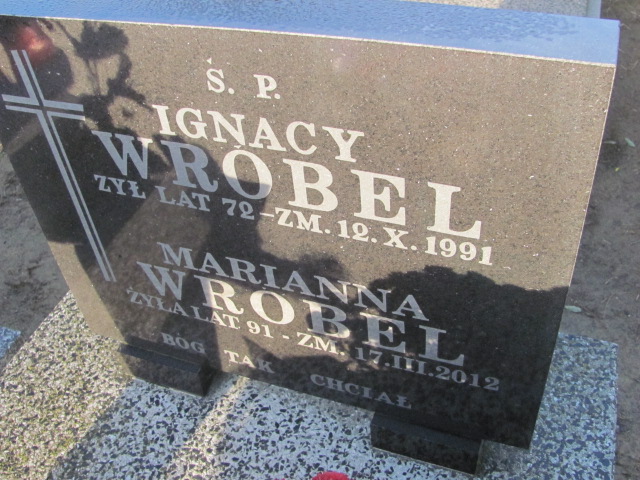 Ś. P.
IGNACY
WRÓBEL
ŻYŁ LAT 72 - ZM. 12. X. 1991
MARIANNA
WRÓBEL
ŻYŁA LAT 91 - ZM. 17.III.2012
BÓG TAK CHCIAŁ